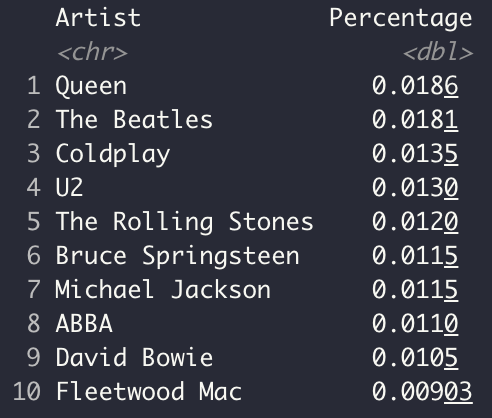 Artist Percentage
<chr> <dbl>
1 Queen 0.0186
2 The Beatles 0.0181
3 Coldplay 0.0135
4 U2 0.0130
5 The Rolling Stones 0.0120
6 Bruce Springsteen 0.0115
7 Michael Jackson 0.0115
8 ABBA 0.0110
9 David Bowie 0.0105
10 Fleetwood Mac 0.00903